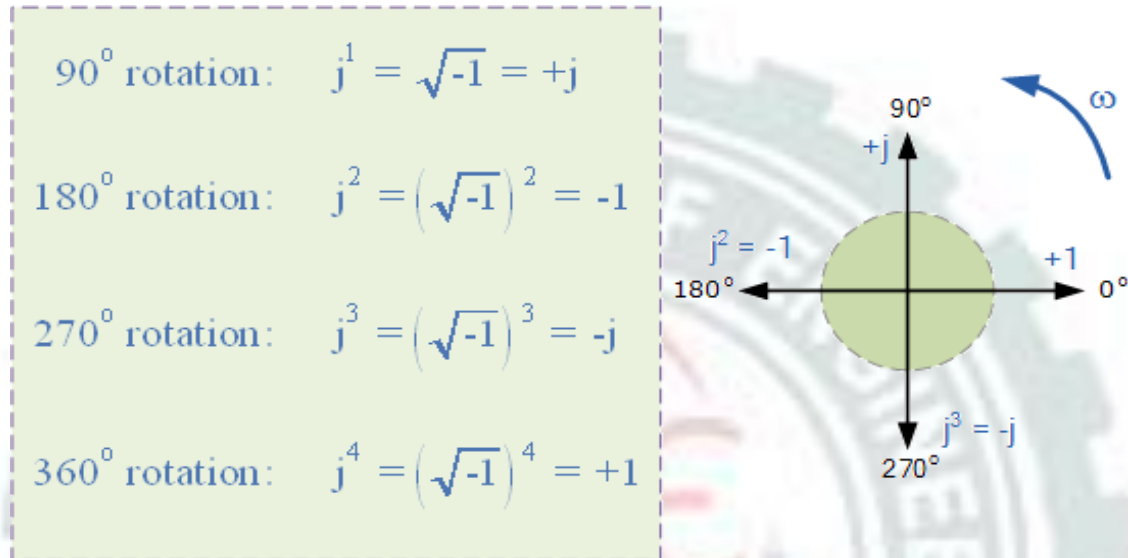 90° rotation: j¹ = √-1 = +j
180° rotation: j² = (√-1)² = -1
270° rotation: j³ = (√-1)³ = -j
360° rotation: j⁴ = (√-1)⁴ = +1
ω
90°
+j
j² = -1
+1
180°
0°
j³ = -j
270°